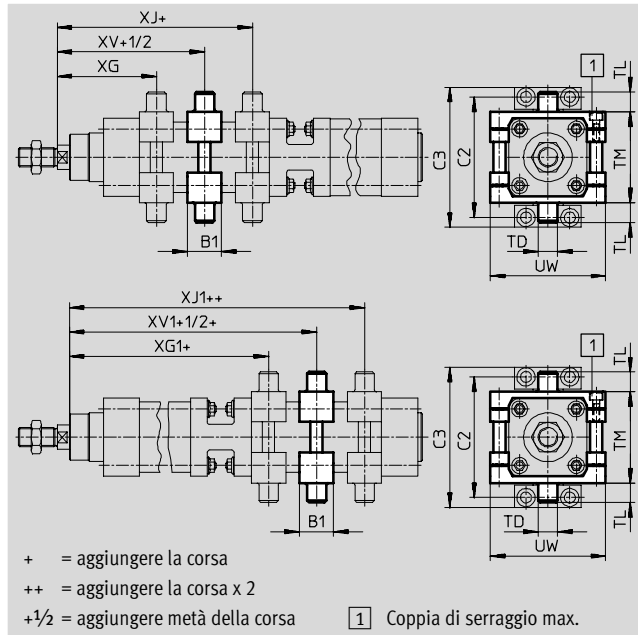 XJ+
XV+1/2
XG
B1
1
TL
C3
C2
TM
TL
TD
UW
XJ1++
XV1+1/2+
XG1+
B1
1
TL
C3
C2
TM
TL
TD
UW
+ = aggiungere la corsa
++ = aggiungere la corsa x 2
+½ = aggiungere metà della corsa
1 Coppia di serraggio max.